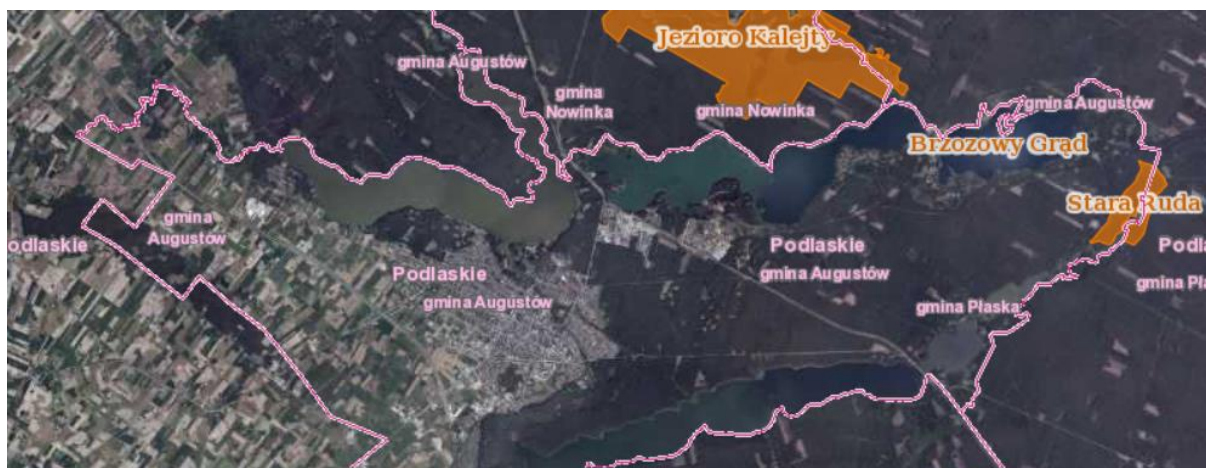 Jezioro Kalejty
gmina Augustów
gmina
Nowinka
gmina Nowinka
gmina Augustów
Brzozowy Grąd
Stara Ruda
gmina
Augustów
Podlaskie
Podlaskie
gmina Augustów
Podlaskie
gmina Augustów
gmina Płaska